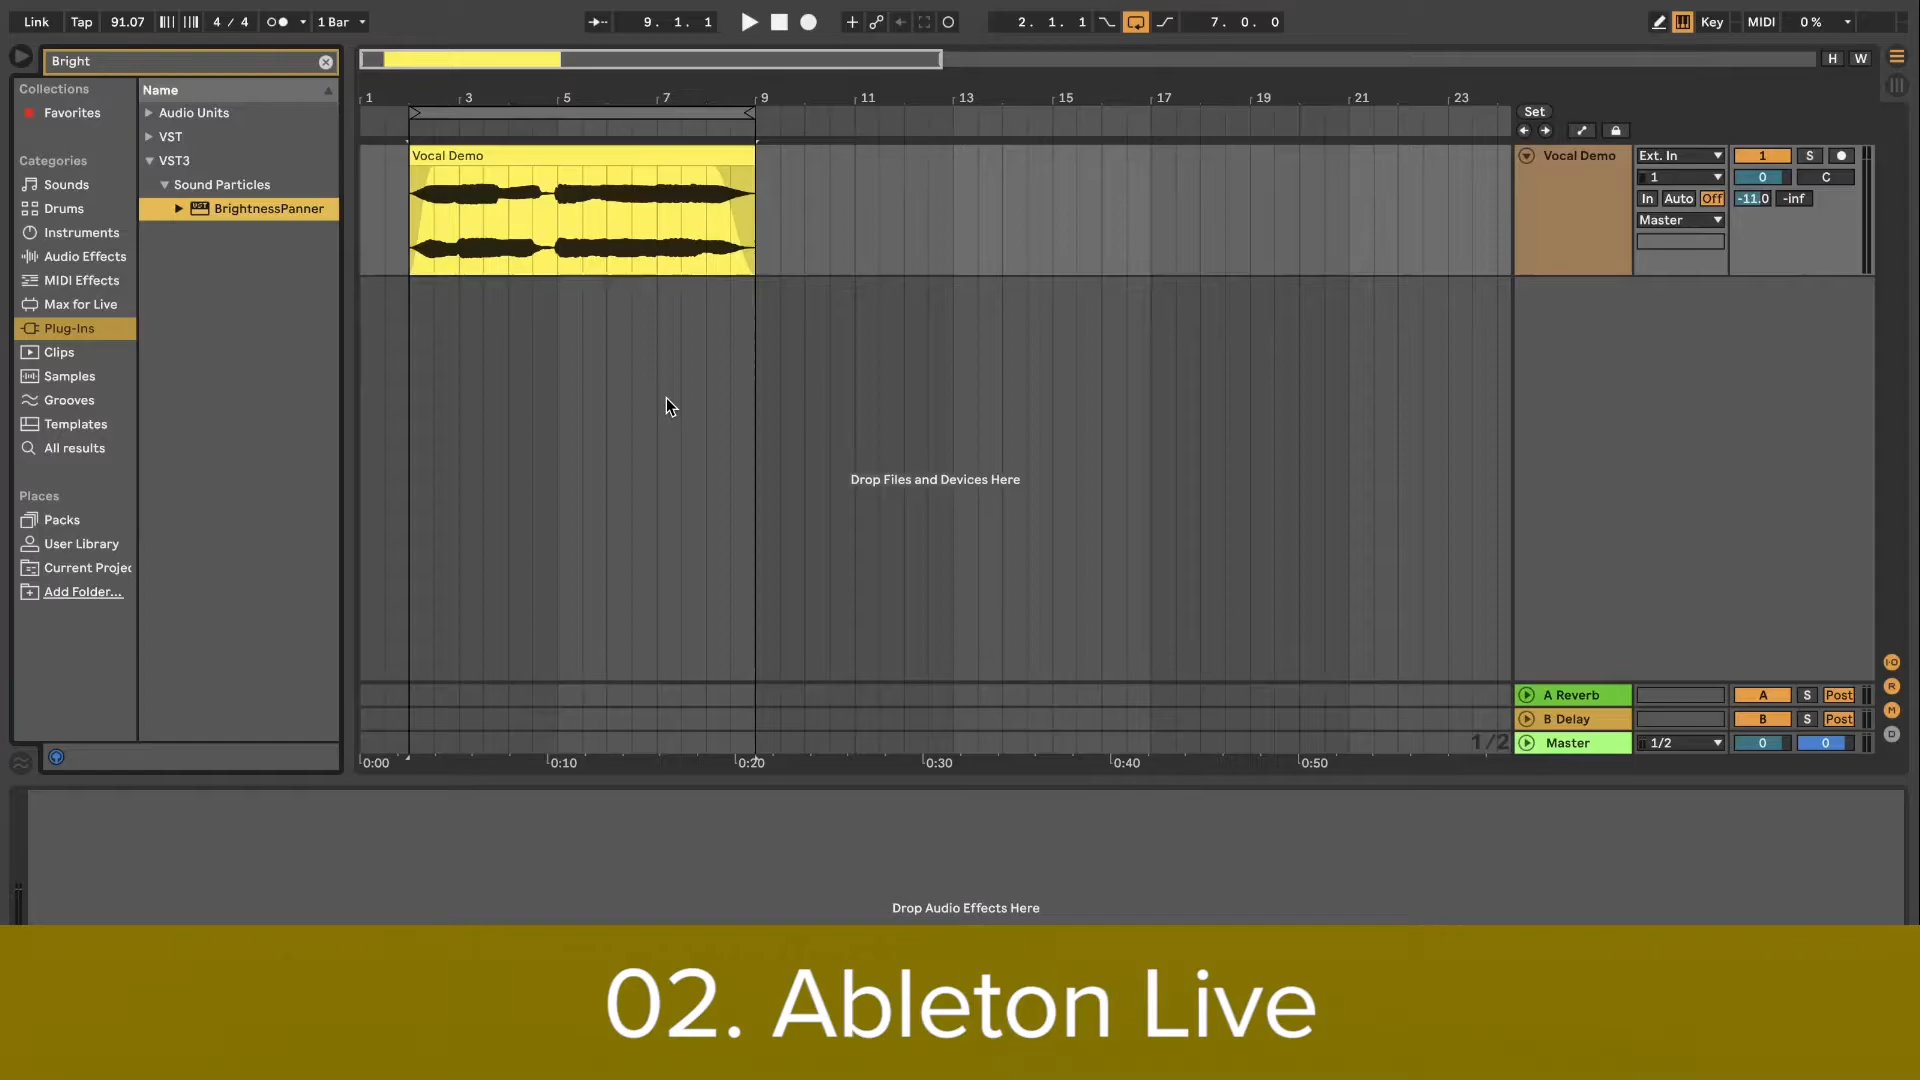 Link Tap 91.07 4 / 4 1 Bar 9. 1. 1 2. 1. 1 7. 0. 0 Key MIDI 0 %
Bright
H W
Collections
Favorites
Categories
Sounds
Drums
Instruments
Audio Effects
MIDI Effects
Max for Live
Plug-Ins
Clips
Samples
Grooves
Templates
All results
Places
Packs
User Library
Current Projec
Add Folder...
Name
Audio Units
VST
VST3
Sound Particles
BrightnessPanner
1 3 5 7 9 11 13 15 17 19 21 23
Set
Vocal Demo
Vocal Demo
Ext. In 1 S
1 0 C
In Auto Off -11.0 -inf
Master
Drop Files and Devices Here
A Reverb A S Post
B Delay B S Post
1/2 Master 1/2 0 0
I·O
R
M
D
0:00 0:10 0:20 0:30 0:40 0:50
Drop Audio Effects Here
02. Ableton Live